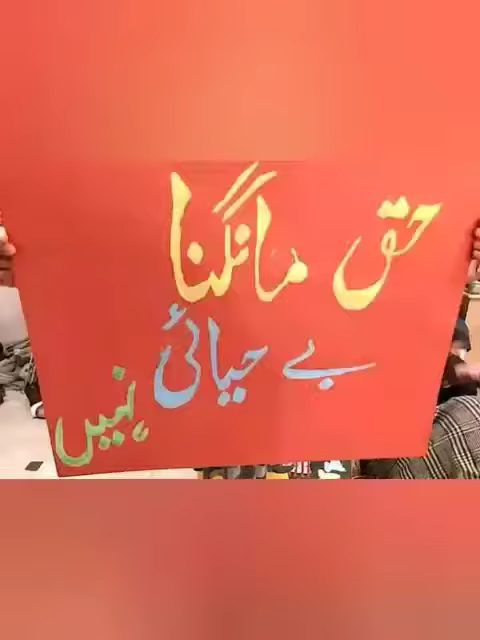 حق مانگنا
بے حیائی
نہیں